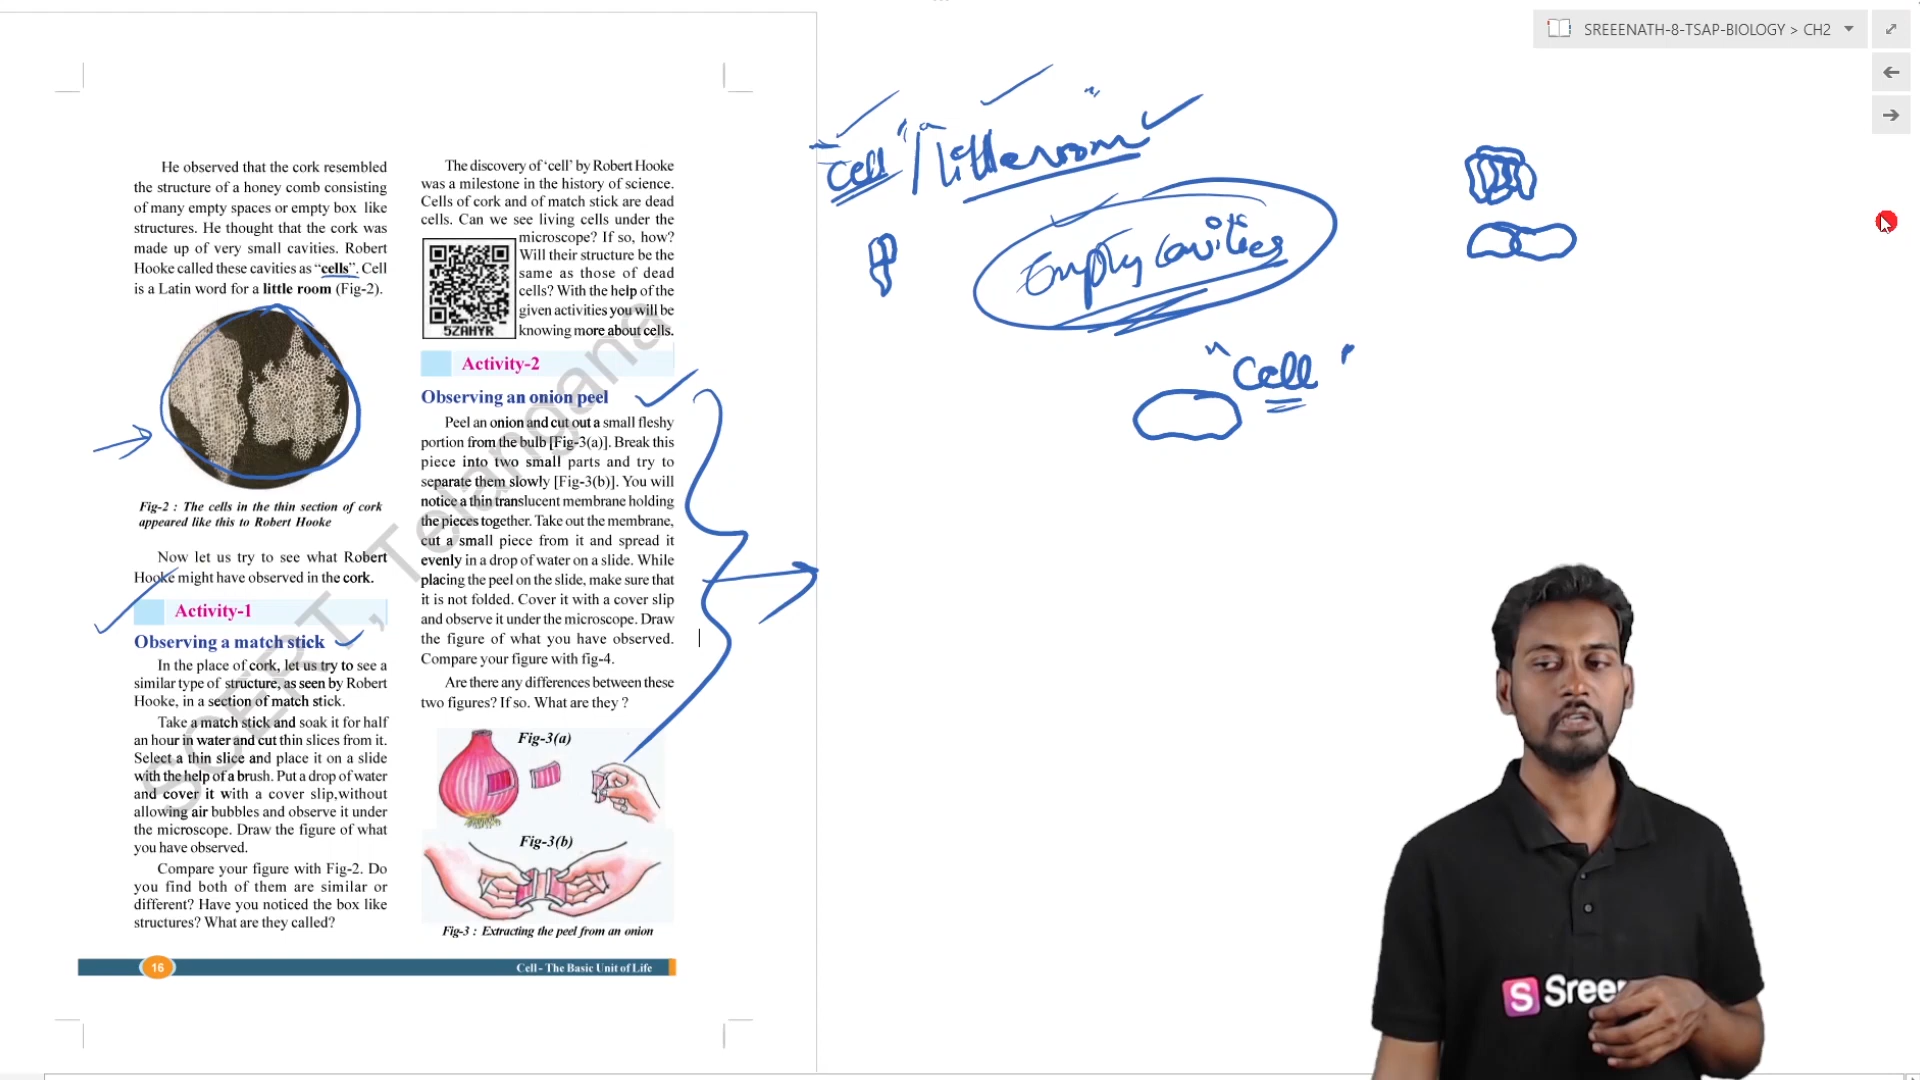 SREEENATH-8-TSAP-BIOLOGY > CH2
He observed that the cork resembled
the structure of a honey comb consisting
of many empty spaces or empty box like
structures. He thought that the cork was
made up of very small cavities. Robert
Hooke called these cavities as “cells”. Cell
is a Latin word for a little room (Fig-2).
Fig-2 : The cells in the thin section of cork
appeared like this to Robert Hooke
Now let us try to see what Robert
Hooke might have observed in the cork.
Activity-1
Observing a match stick
In the place of cork, let us try to see a
similar type of structure, as seen by Robert
Hooke, in a section of match stick.
Take a match stick and soak it for half
an hour in water and cut thin slices from it.
Select a thin slice and place it on a slide
with the help of a brush. Put a drop of water
and cover it with a cover slip,without
allowing air bubbles and observe it under
the microscope. Draw the figure of what
you have observed.
Compare your figure with Fig-2. Do
you find both of them are similar or
different? Have you noticed the box like
structures? What are they called?
The discovery of ‘cell’ by Robert Hooke
was a milestone in the history of science.
Cells of cork and of match stick are dead
cells. Can we see living cells under the
microscope? If so, how?
Will their structure be the
same as those of dead
cells? With the help of the
given activities you will be
knowing more about cells.
5ZAHYR
Activity-2
Observing an onion peel
Peel an onion and cut out a small fleshy
portion from the bulb [Fig-3(a)]. Break this
piece into two small parts and try to
separate them slowly [Fig-3(b)]. You will
notice a thin translucent membrane holding
the pieces together. Take out the membrane,
cut a small piece from it and spread it
evenly in a drop of water on a slide. While
placing the peel on the slide, make sure that
it is not folded. Cover it with a cover slip
and observe it under the microscope. Draw
the figure of what you have observed.
Compare your figure with fig-4.
Are there any differences between these
two figures? If so. What are they ?
Fig-3(a)
Fig-3(b)
Fig-3 : Extracting the peel from an onion
16
Cell - The Basic Unit of Life
SCERT, Telangana
"Cell" / "little room"
Empty cavities
"Cell"
S Sree